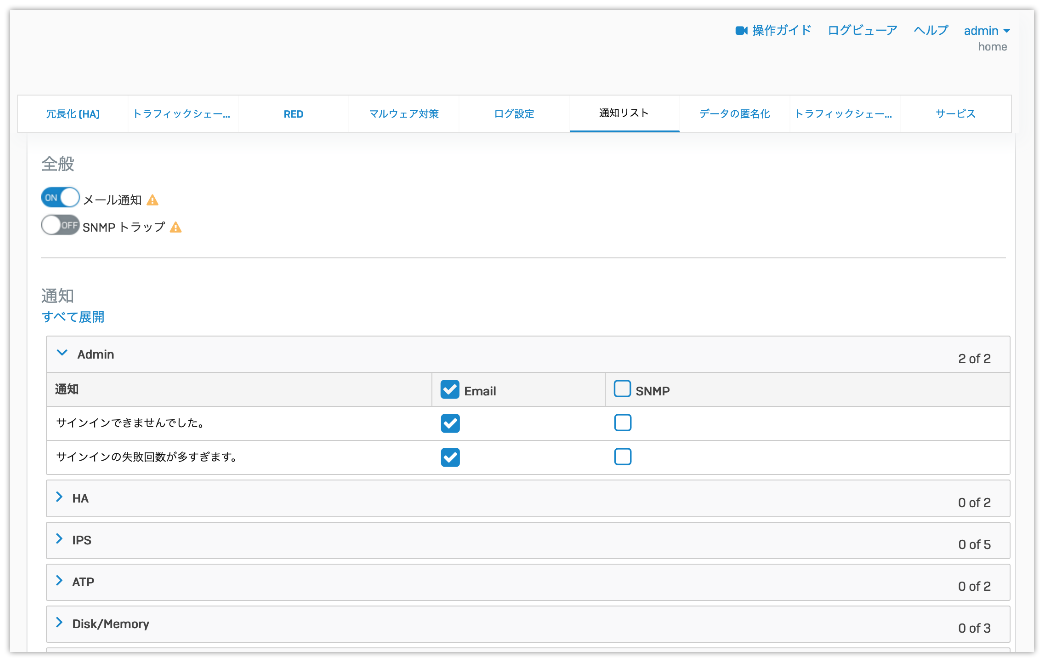 操作ガイド ログビューア ヘルプ admin
home
冗長化 (HA) トラフィックシェー... RED マルウェア対策 ログ設定 通知リスト データの匿名化 トラフィックシェー... サービス
全般
ON メール通知
OFF SNMP トラップ
通知
すべて展開
Admin 2 of 2
通知 Email SNMP
サインインできませんでした。
サインインの失敗回数が多すぎます。
HA 0 of 2
IPS 0 of 5
ATP 0 of 2
Disk/Memory 0 of 3